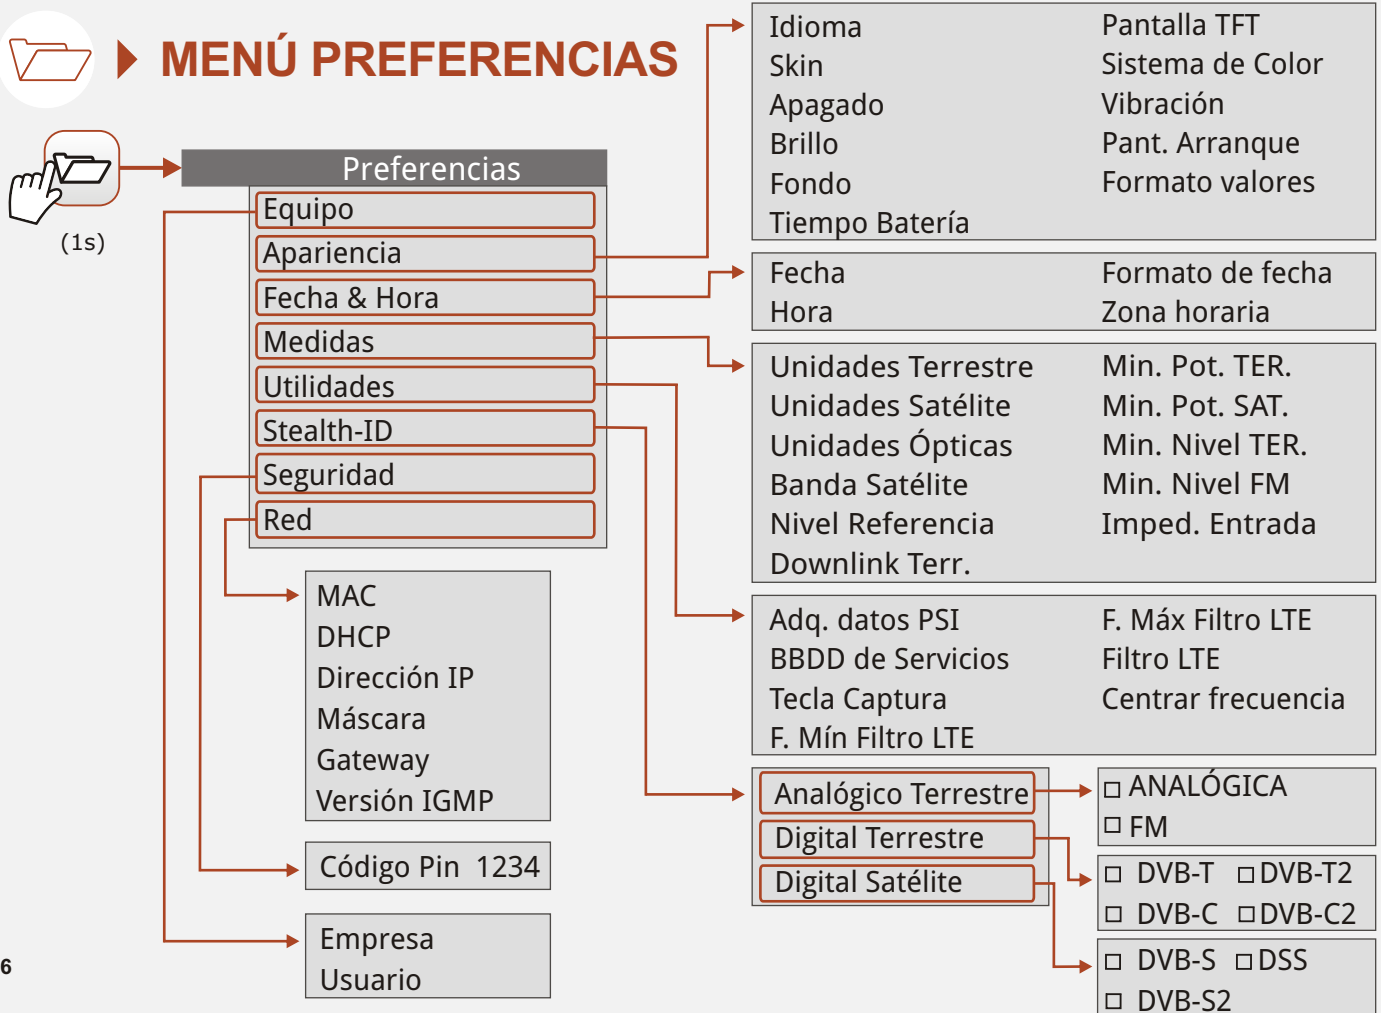 MENÚ PREFERENCIAS
(1s)
Preferencias
Equipo
Apariencia
Fecha & Hora
Medidas
Utilidades
Stealth-ID
Seguridad
Red
Idioma
Skin
Apagado
Brillo
Fondo
Tiempo Batería
Pantalla TFT
Sistema de Color
Vibración
Pant. Arranque
Formato valores
Fecha
Hora
Formato de fecha
Zona horaria
Unidades Terrestre
Unidades Satélite
Unidades Ópticas
Banda Satélite
Nivel Referencia
Downlink Terr.
Min. Pot. TER.
Min. Pot. SAT.
Min. Nivel TER.
Min. Nivel FM
Imped. Entrada
Adq. datos PSI
BBDD de Servicios
Tecla Captura
F. Mín Filtro LTE
F. Máx Filtro LTE
Filtro LTE
Centrar frecuencia
Analógico Terrestre
Digital Terrestre
Digital Satélite
ANALÓGICA
FM
DVB-T DVB-T2
DVB-C DVB-C2
DVB-S DSS
DVB-S2
MAC
DHCP
Dirección IP
Máscara
Gateway
Versión IGMP
Código Pin 1234
Empresa
Usuario
6